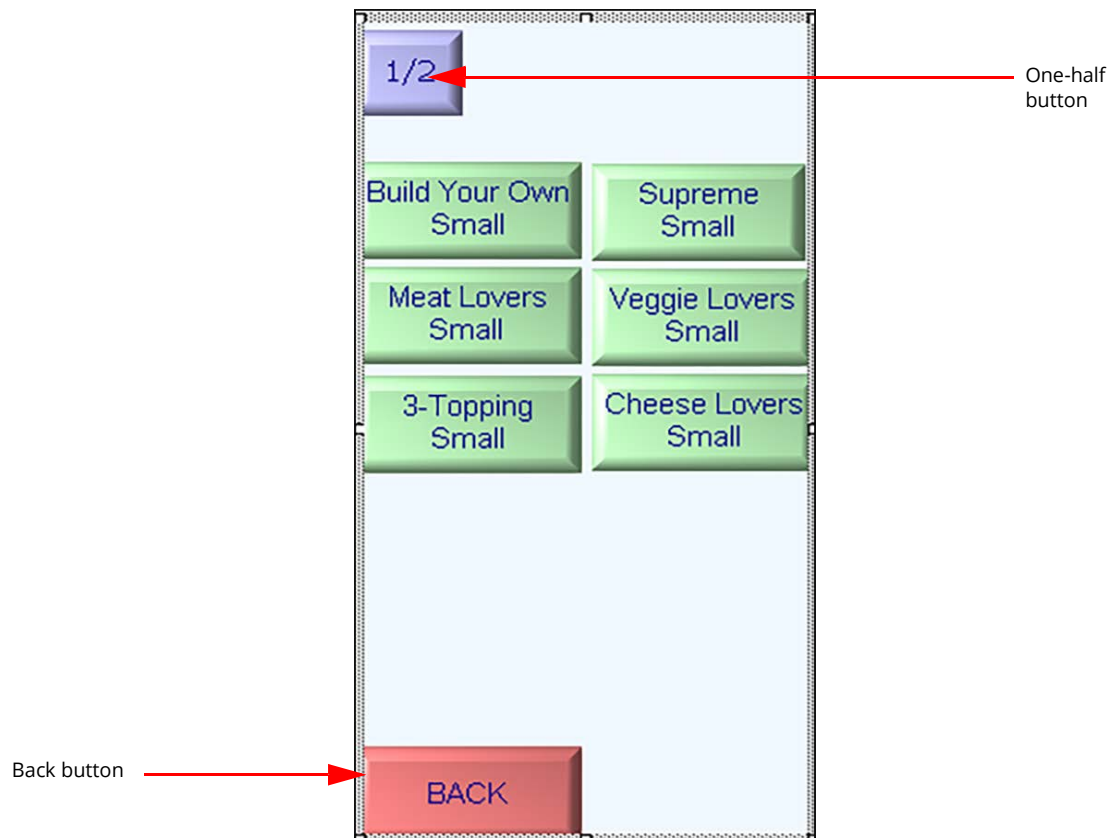 1/2
One-half
button
Build Your Own
Small
Supreme
Small
Meat Lovers
Small
Veggie Lovers
Small
3-Topping
Small
Cheese Lovers
Small
Back button
BACK